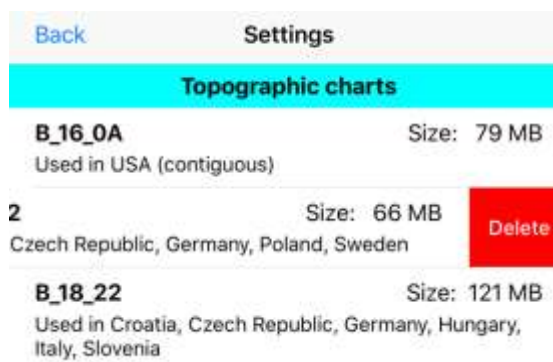 Back Settings
Topographic charts
B_16_0A Size: 79 MB
Used in USA (contiguous)
2 Size: 66 MB
Czech Republic, Germany, Poland, Sweden
Delete
B_18_22 Size: 121 MB
Used in Croatia, Czech Republic, Germany, Hungary,
Italy, Slovenia